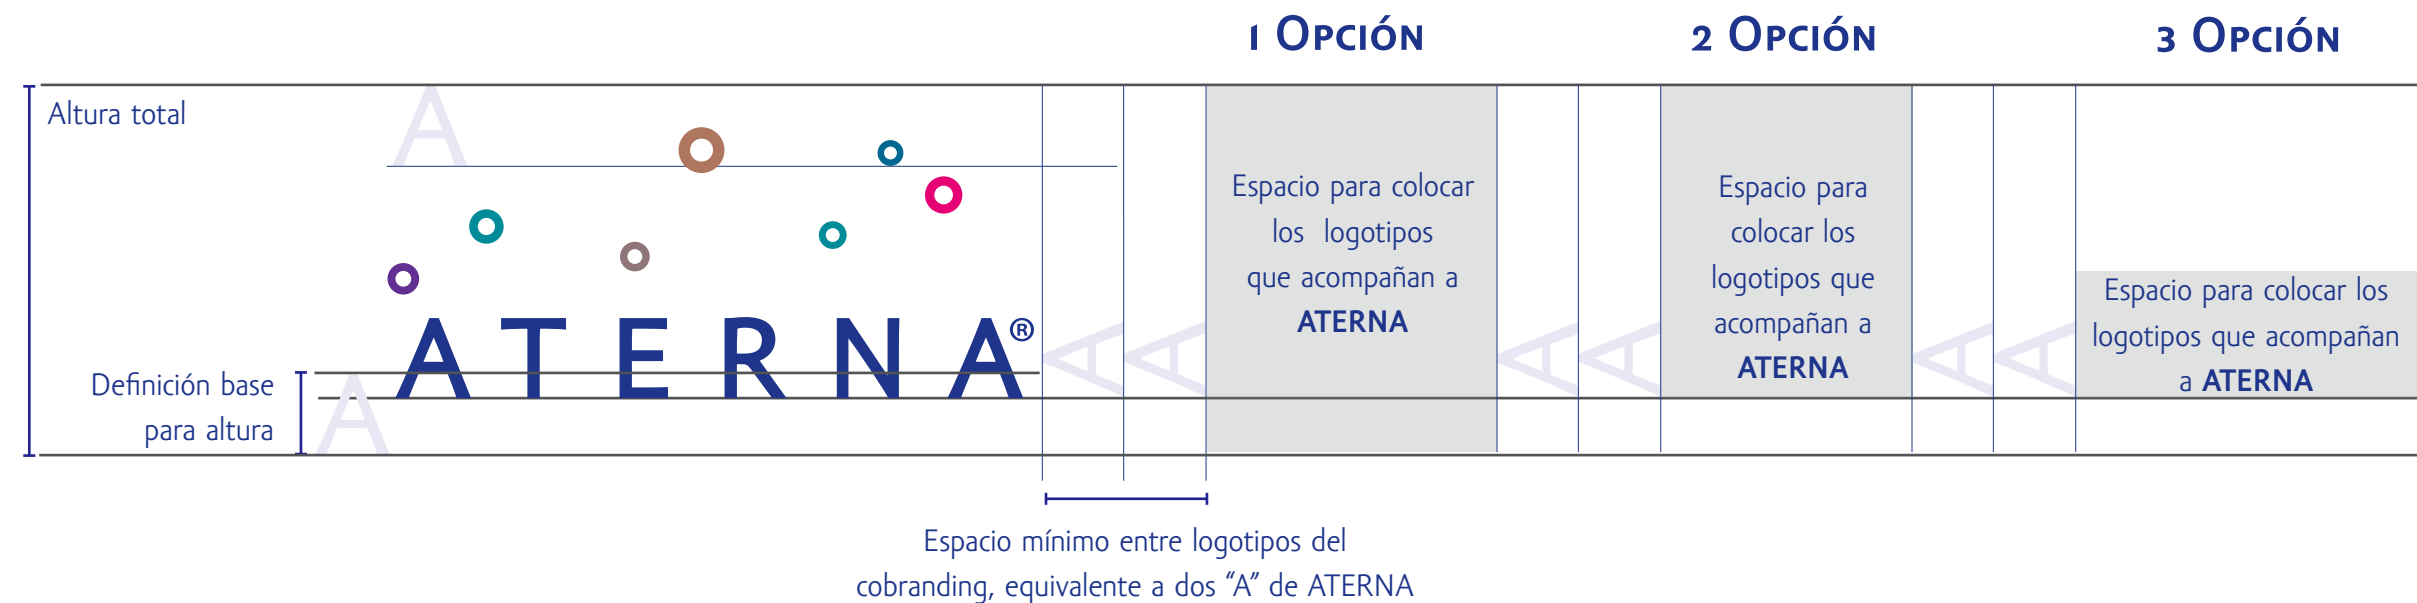 1 Opción
2 Opción
3 Opción
Altura total
A
A T E R N A®
Definición base
para altura
A
A A
Espacio para colocar
los logotipos
que acompañan a
ATERNA
A A
Espacio para
colocar los
logotipos que
acompañan a
ATERNA
A A
Espacio para colocar los
logotipos que acompañan
a ATERNA
Espacio mínimo entre logotipos del
cobranding, equivalente a dos “A” de ATERNA